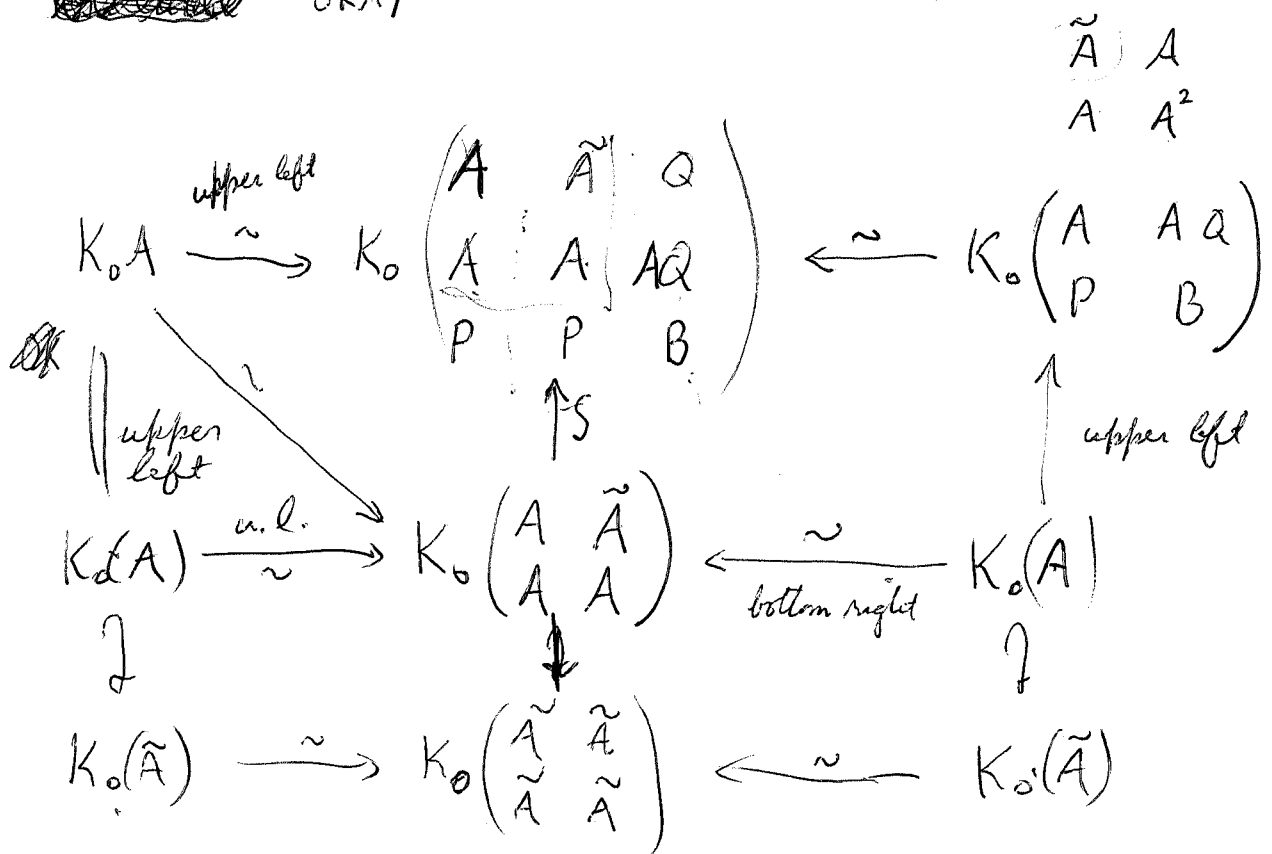 OKAY
Ã A
A A²
upper left
K₀A →~ K₀ ( A Ã Q
A A AQ
P P B ) ←~ K₀ ( A AQ
P B )
~
upper left
↑S
upper left
K₀(A) u.l. →~ K₀ ( A Ã
A A ) ←~ bottom right K₀(A)
K₀(Ã) →~ K₀ ( Ã Ã
Ã Ã ) ←~ K₀(Ã)